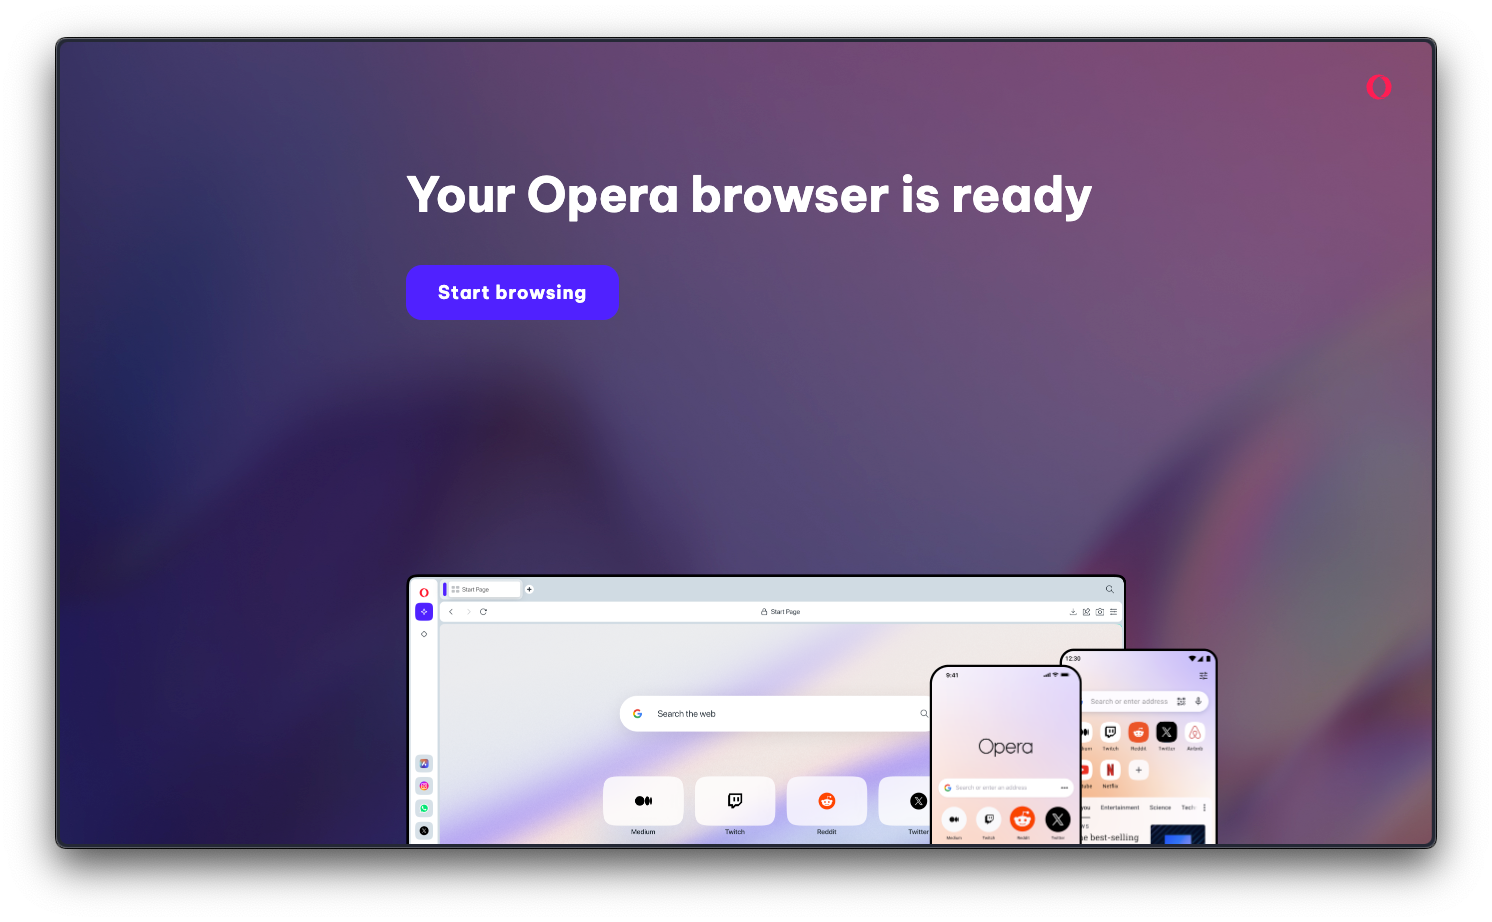 Your Opera browser is ready
Start browsing
Start Page
Start Page
Search the web
Medium
Twitch
Reddit
Twitter
9:41
Opera
Search or enter an address
Medium
Twitch
Reddit
Twitter
12:30
Search or enter address
Twitch
Reddit
Twitter
Airbnb
Netflix
you
Entertainment
Science
Tech
best-selling